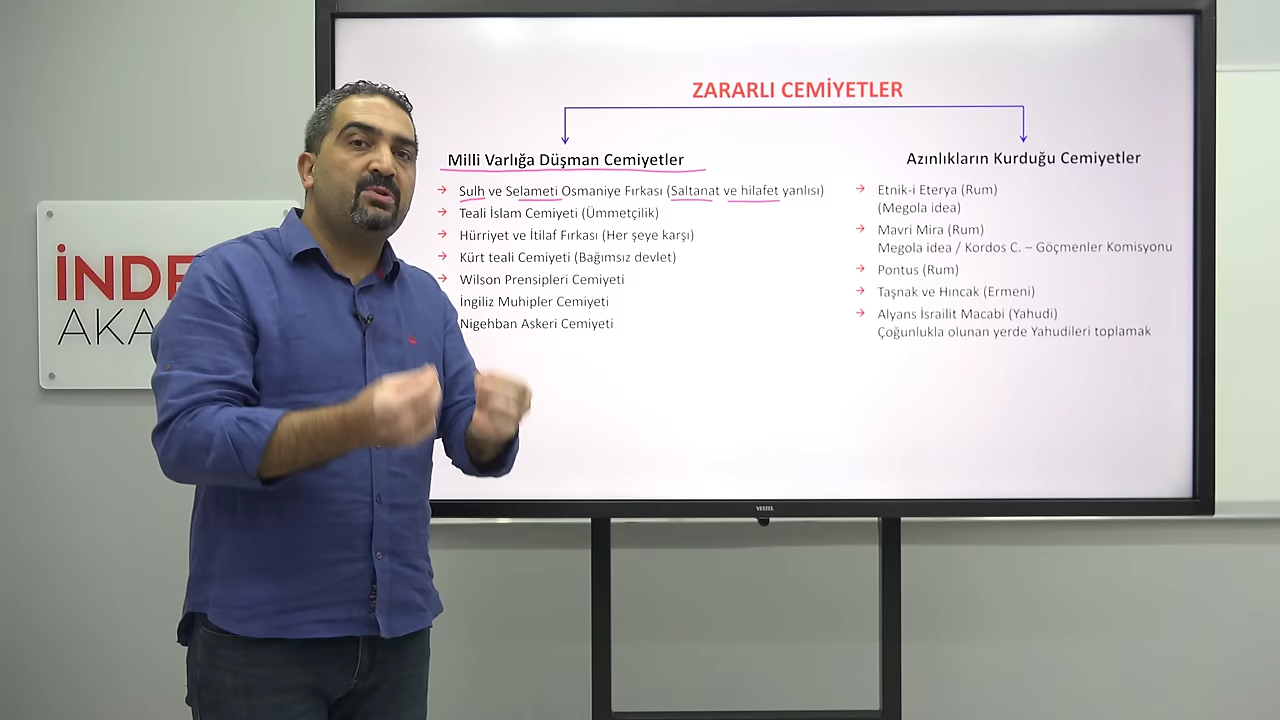 İNDE
AKA
ZARARLI CEMİYETLER
Milli Varlığa Düşman Cemiyetler
Sulh ve Selameti Osmaniye Fırkası (Saltanat ve hilafet yanlısı)
Teali İslam Cemiyeti (Ümmetçilik)
Hürriyet ve İtilaf Fırkası (Her şeye karşı)
Kürt teali Cemiyeti (Bağımsız devlet)
Wilson Prensipleri Cemiyeti
İngiliz Muhipler Cemiyeti
Nigehban Askeri Cemiyeti
Azınlıkların Kurduğu Cemiyetler
Etnik-i Eterya (Rum)
(Megola idea)
Mavri Mira (Rum)
Megola idea / Kordos C. – Göçmenler Komisyonu
Pontus (Rum)
Taşnak ve Hıncak (Ermeni)
Alyans İsrailit Macabi (Yahudi)
Çoğunlukla olunan yerde Yahudileri toplamak
VESTEL